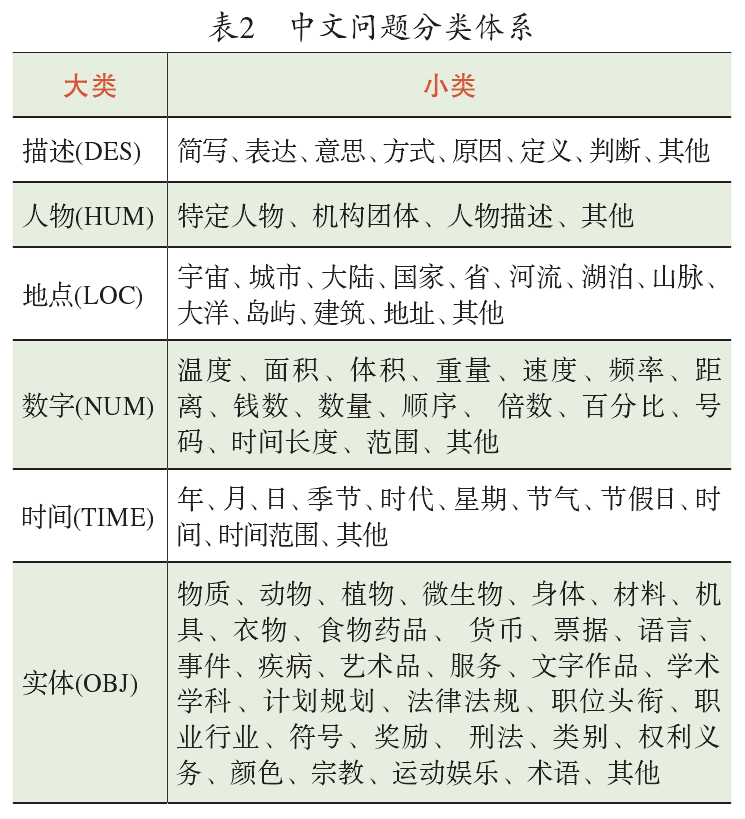 表2 中文问题分类体系
大类 小类
描述(DES) 简写、表达、意思、方式、原因、定义、判断、其他
人物(HUM) 特定人物、机构团体、人物描述、其他
地点(LOC)
宇宙、城市、大陆、国家、省、河流、湖泊、山脉、
大洋、岛屿、建筑、地址、其他
数字(NUM)
温度、面积、体积、重量、速度、频率、距
离、钱数、数量、顺序、倍数、百分比、号
码、时间长度、范围、其他
时间(TIME)
年、月、日、季节、时代、星期、节气、节假日、时
间、时间范围、其他
实体(OBJ)
物质、动物、植物、微生物、身体、材料、机
具、衣物、食物药品、货币、票据、语言、
事件、疾病、艺术品、服务、文字作品、学术
学科、计划规划、法律法规、职位头衔、职
业行业、符号、奖励、刑法、类别、权利义
务、颜色、宗教、运动娱乐、术语、其他